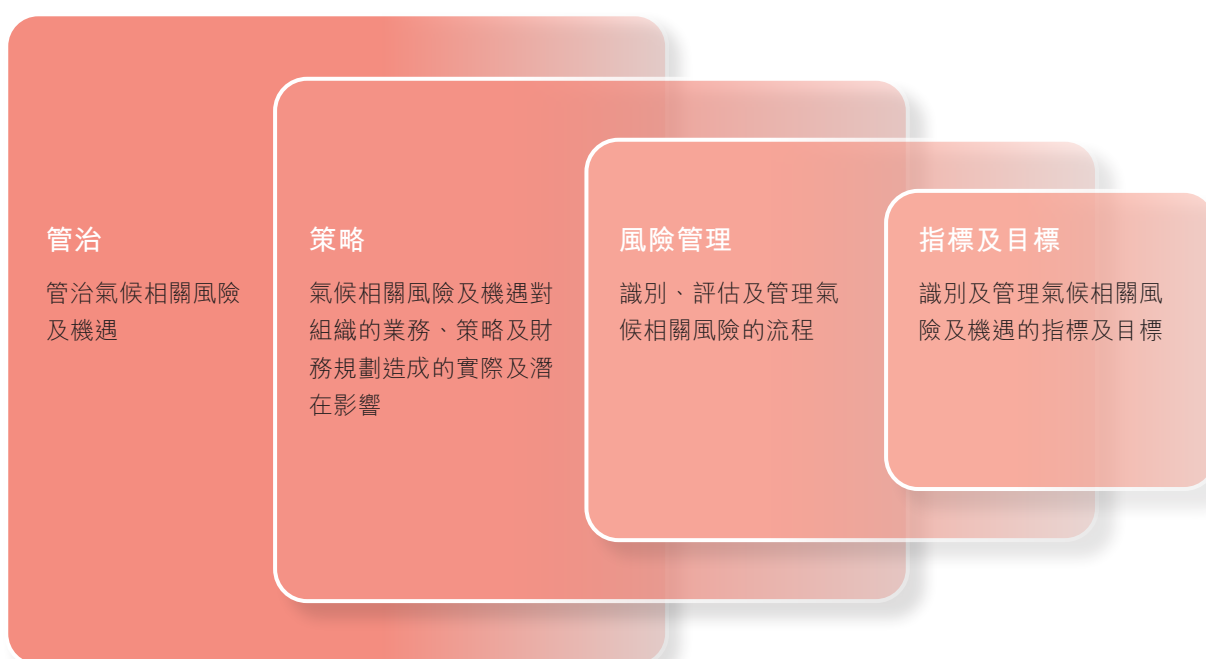 管治
管治氣候相關風險
及機遇
策略
氣候相關風險及機遇對
組織的業務、策略及財
務規劃造成的實際及潛
在影響
風險管理
識別、評估及管理氣
候相關風險的流程
指標及目標
識別及管理氣候相關風
險及機遇的指標及目標